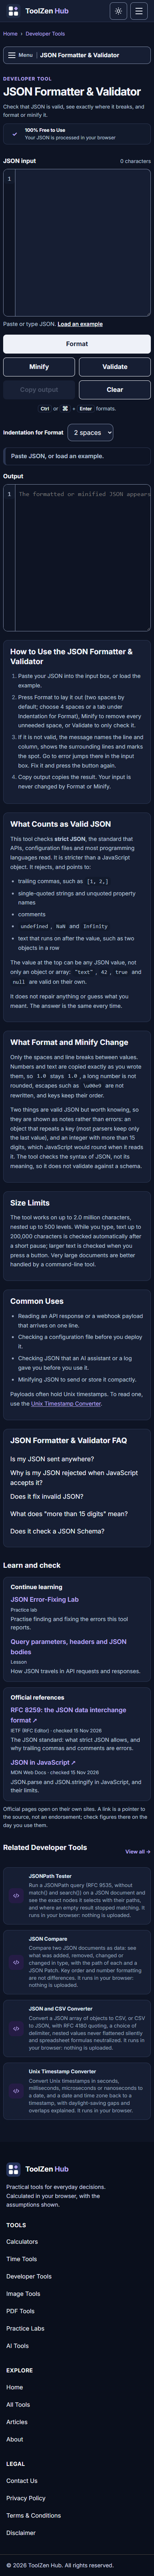 ToolZen Hub
Home › Developer Tools
Menu | JSON Formatter & Validator
DEVELOPER TOOL
JSON Formatter & Validator
Check that JSON is valid, see exactly where it breaks, and
format or minify it.
100% Free to Use
Your JSON is processed in your browser
JSON input
0 characters
1
Paste or type JSON. Load an example
Format
Minify
Validate
Copy output
Clear
Ctrl or ⌘ + Enter formats.
Indentation for Format
2 spaces
Paste JSON, or load an example.
Output
1
The formatted or minified JSON appears
How to Use the JSON Formatter &
Validator
1. Paste your JSON into the input box, or load the
example.
2. Press Format to lay it out (two spaces by
default; choose 4 spaces or a tab under
Indentation for Format), Minify to remove every
unneeded space, or Validate to only check it.
3. If it is not valid, the message names the line and
column, shows the surrounding lines and marks
the spot. Go to error jumps there in the input
box. Fix it and press the button again.
4. Copy output copies the result. Your input is
never changed by Format or Minify.
What Counts as Valid JSON
This tool checks strict JSON, the standard that
APIs, configuration files and most programming
languages read. It is stricter than a JavaScript
object. It rejects, and points to:
• trailing commas, such as [1, 2,]
• single-quoted strings and unquoted property
names
• comments
• undefined , NaN and Infinity
• text that runs on after the value, such as two
objects in a row
The value at the top can be any JSON value, not
only an object or array: "text" , 42 , true and
null are valid on their own.
It does not repair anything or guess what you
meant. The answer is the same every time.
What Format and Minify Change
Only the spaces and line breaks between values.
Numbers and text are copied exactly as you wrote
them, so 1.0 stays 1.0 , a long number is not
rounded, escapes such as \u00e9 are not
rewritten, and keys keep their order.
Two things are valid JSON but worth knowing, so
they are shown as notes rather than errors: an
object that repeats a key (most parsers keep only
the last value), and an integer with more than 15
digits, which JavaScript would round when it reads
it. The tool checks the syntax of JSON, not its
meaning, so it does not validate against a schema.
Size Limits
The tool works on up to 2.0 million characters,
nested up to 500 levels. While you type, text up to
200,000 characters is checked automatically after
a short pause; larger text is checked when you
press a button. Very large documents are better
handled by a command-line tool.
Common Uses
• Reading an API response or a webhook payload
that arrives on one line.
• Checking a configuration file before you deploy
it.
• Checking JSON that an AI assistant or a log
gave you before you use it.
• Minifying JSON to send or store it compactly.
Payloads often hold Unix timestamps. To read one,
use the Unix Timestamp Converter.
JSON Formatter & Validator FAQ
Is my JSON sent anywhere?
Why is my JSON rejected when JavaScript
accepts it?
Does it fix invalid JSON?
What does "more than 15 digits" mean?
Does it check a JSON Schema?
Learn and check
Continue learning
JSON Error-Fixing Lab
Practice lab
Practice finding and fixing the errors this tool
reports.
Query parameters, headers and JSON
bodies
Lesson
How JSON travels in API requests and responses.
Official references
RFC 8259: the JSON data interchange
format ↗
IETF (RFC Editor) · checked 15 Nov 2026
The JSON standard: what strict JSON allows, and
why trailing commas and comments are errors.
JSON in JavaScript ↗
MDN Web Docs · checked 15 Nov 2026
JSON.parse and JSON.stringify in JavaScript, and
their limits.
Official pages open on their own sites. A link is a pointer to
the source, not an endorsement; check figures there on the
day you use them.
Related Developer Tools
View all →
JSONPath Tester
Run a JSONPath query (RFC 9535, without
match() and search()) on a JSON document and
see the exact nodes it selects with their paths,
and where an expression stopped matching. It
runs in your browser: nothing is uploaded.
JSON Compare
Compare two JSON documents as data: see
what was added, removed, changed or
changed in type, with the path of each and a
JSON Patch. Key order and formatting are
not differences. It runs in your browser:
nothing is uploaded.
JSON and CSV Converter
Convert a JSON array of objects to CSV, or CSV
to JSON, with RFC 4180 quoting, a choice of
delimiter, nested values never flattened silently
and spreadsheet formula text neutralised. It
runs in your browser: nothing is uploaded.
Unix Timestamp Converter
Convert Unix timestamps in seconds,
milliseconds, microseconds or nanoseconds to
a date, and a date and time in any time zone
back to a timestamp, with daylight-saving gaps
and overlaps explained. It runs in your browser.
ToolZen Hub
Practical tools for everyday decisions.
Calculated in your browser, with the
assumptions shown.
TOOLS
Calculators
Time Tools
Developer Tools
Image Tools
PDF Tools
Practice Labs
AI Tools
EXPLORE
Home
All Tools
Articles
About
LEGAL
Contact Us
Privacy Policy
Terms & Conditions
Disclaimer
© 2026 ToolZen Hub. All rights reserved.